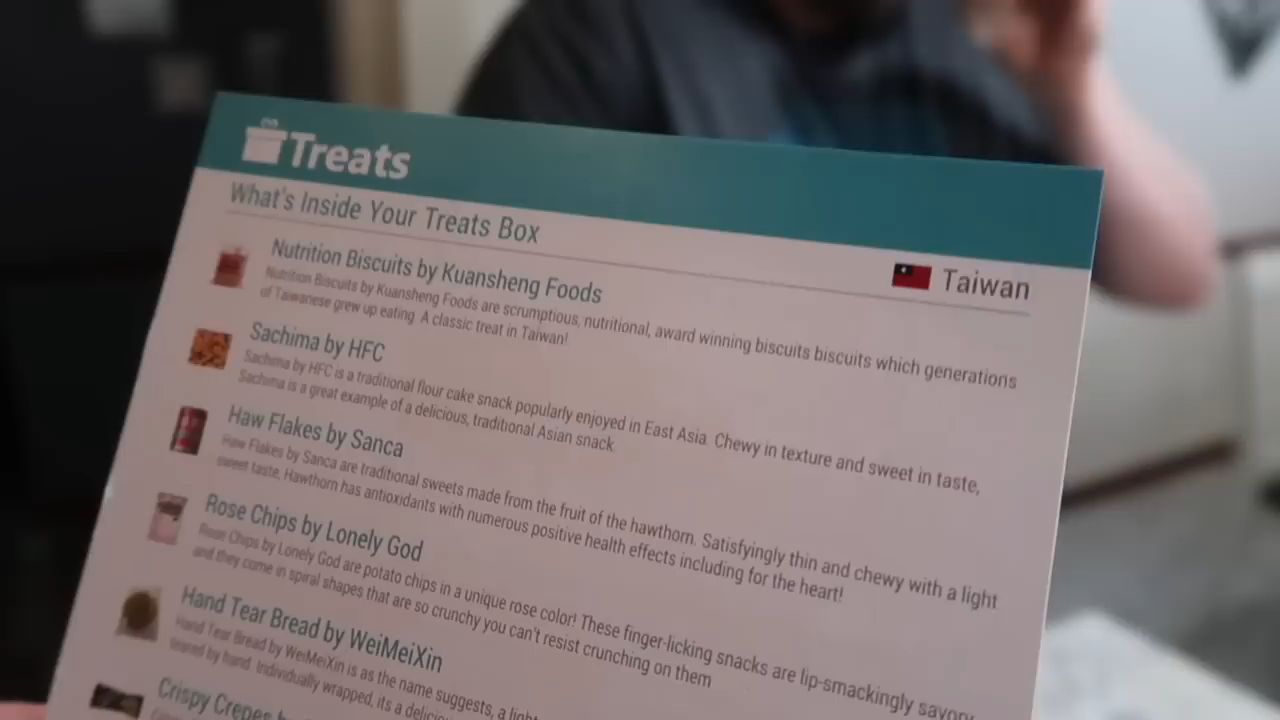 Treats
What's Inside Your Treats Box
Taiwan
Nutrition Biscuits by Kuansheng Foods
Nutrition Biscuits by Kuansheng Foods are scrumptious, nutritional, award winning biscuits biscuits which generations
of Taiwanese grew up eating. A classic treat in Taiwan!
Sachima by HFC
Sachima by HFC is a traditional flour cake snack popularly enjoyed in East Asia. Chewy in texture and sweet in taste,
Sachima is a great example of a delicious, traditional Asian snack.
Haw Flakes by Sanca
Haw Flakes by Sanca are traditional sweets made from the fruit of the hawthorn. Satisfyingly thin and chewy with a light
sweet taste, Hawthorn has antioxidants with numerous positive health effects including for the heart!
Rose Chips by Lonely God
Rose Chips by Lonely God are potato chips in a unique rose color! These finger-licking snacks are lip-smackingly savory
and they come in spiral shapes that are so crunchy you can't resist crunching on them
Hand Tear Bread by WeiMeiXin
Hand Tear Bread by WeiMeiXin is as the name suggests, a light
teared by hand. Individually wrapped, its a delicio
Crispy Crepes b